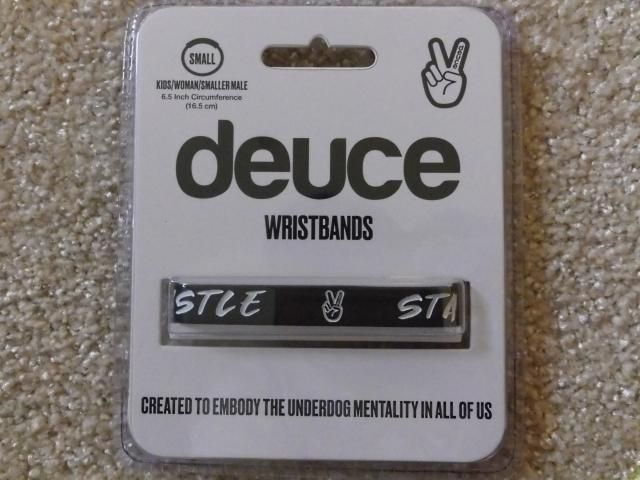 SMALL
KIDS/WOMAN/SMALLER MALE
6.5 Inch Circumference
(16.5 cm)
deuce
deuce
WRISTBANDS
STLE
STA
CREATED TO EMBODY THE UNDERDOG MENTALITY IN ALL OF US